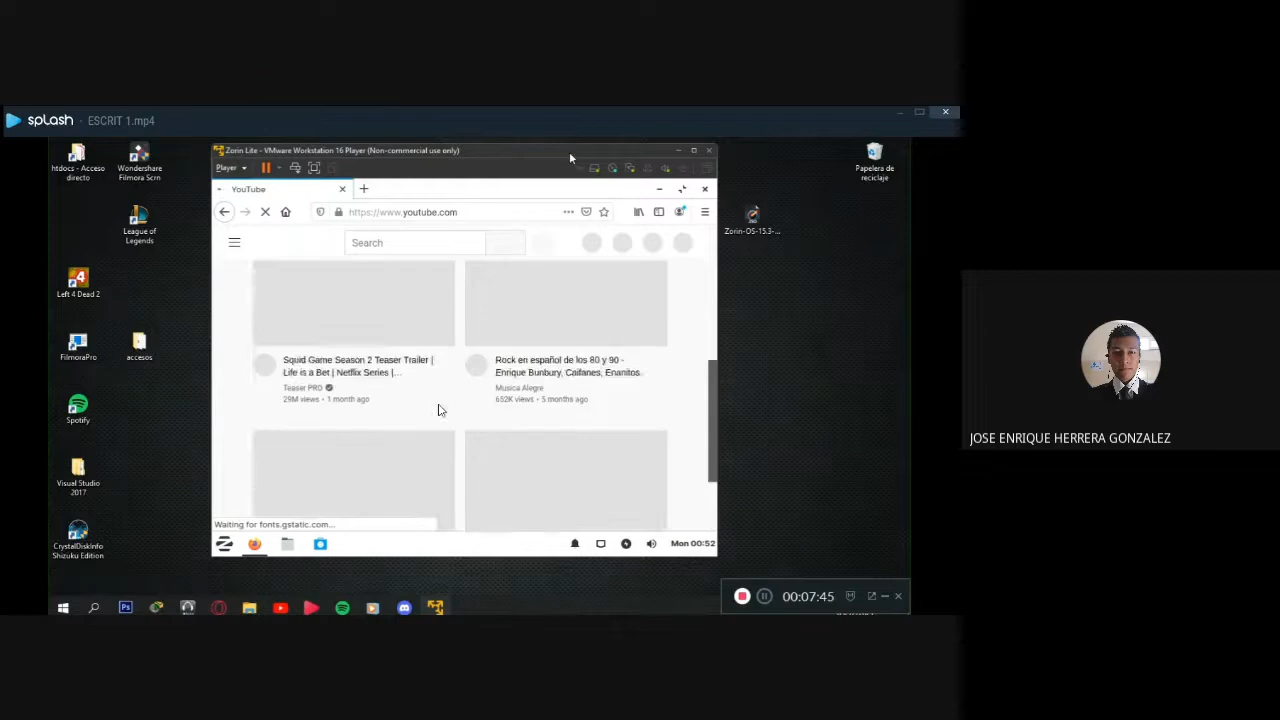 splash · ESCRIT 1.mp4
htdocs - Acceso
directo
Wondershare
Filmora Scrn
Zorin Lite - VMware Workstation 16 Player (Non-commercial use only)
Player
Papelera de
reciclaje
YouTube
League of
Legends
https://www.youtube.com
Zorin-OS-15.3-...
Search
Left 4 Dead 2
FilmoraPro
accesos
Squid Game Season 2 Teaser Trailer |
Life is a Bet | Netflix Series |...
Teaser PRO
29M views • 1 month ago
Rock en español de los 80 y 90 -
Enrique Bunbury, Caifanes, Enanitos
Musica Alegre
652K views • 5 months ago
Spotify
JOSE ENRIQUE HERRERA GONZALEZ
Visual Studio
2017
Waiting for fonts.gstatic.com...
CrystalDiskInfo
Shizuku Edition
Mon 00:52
Ps
00:07:45